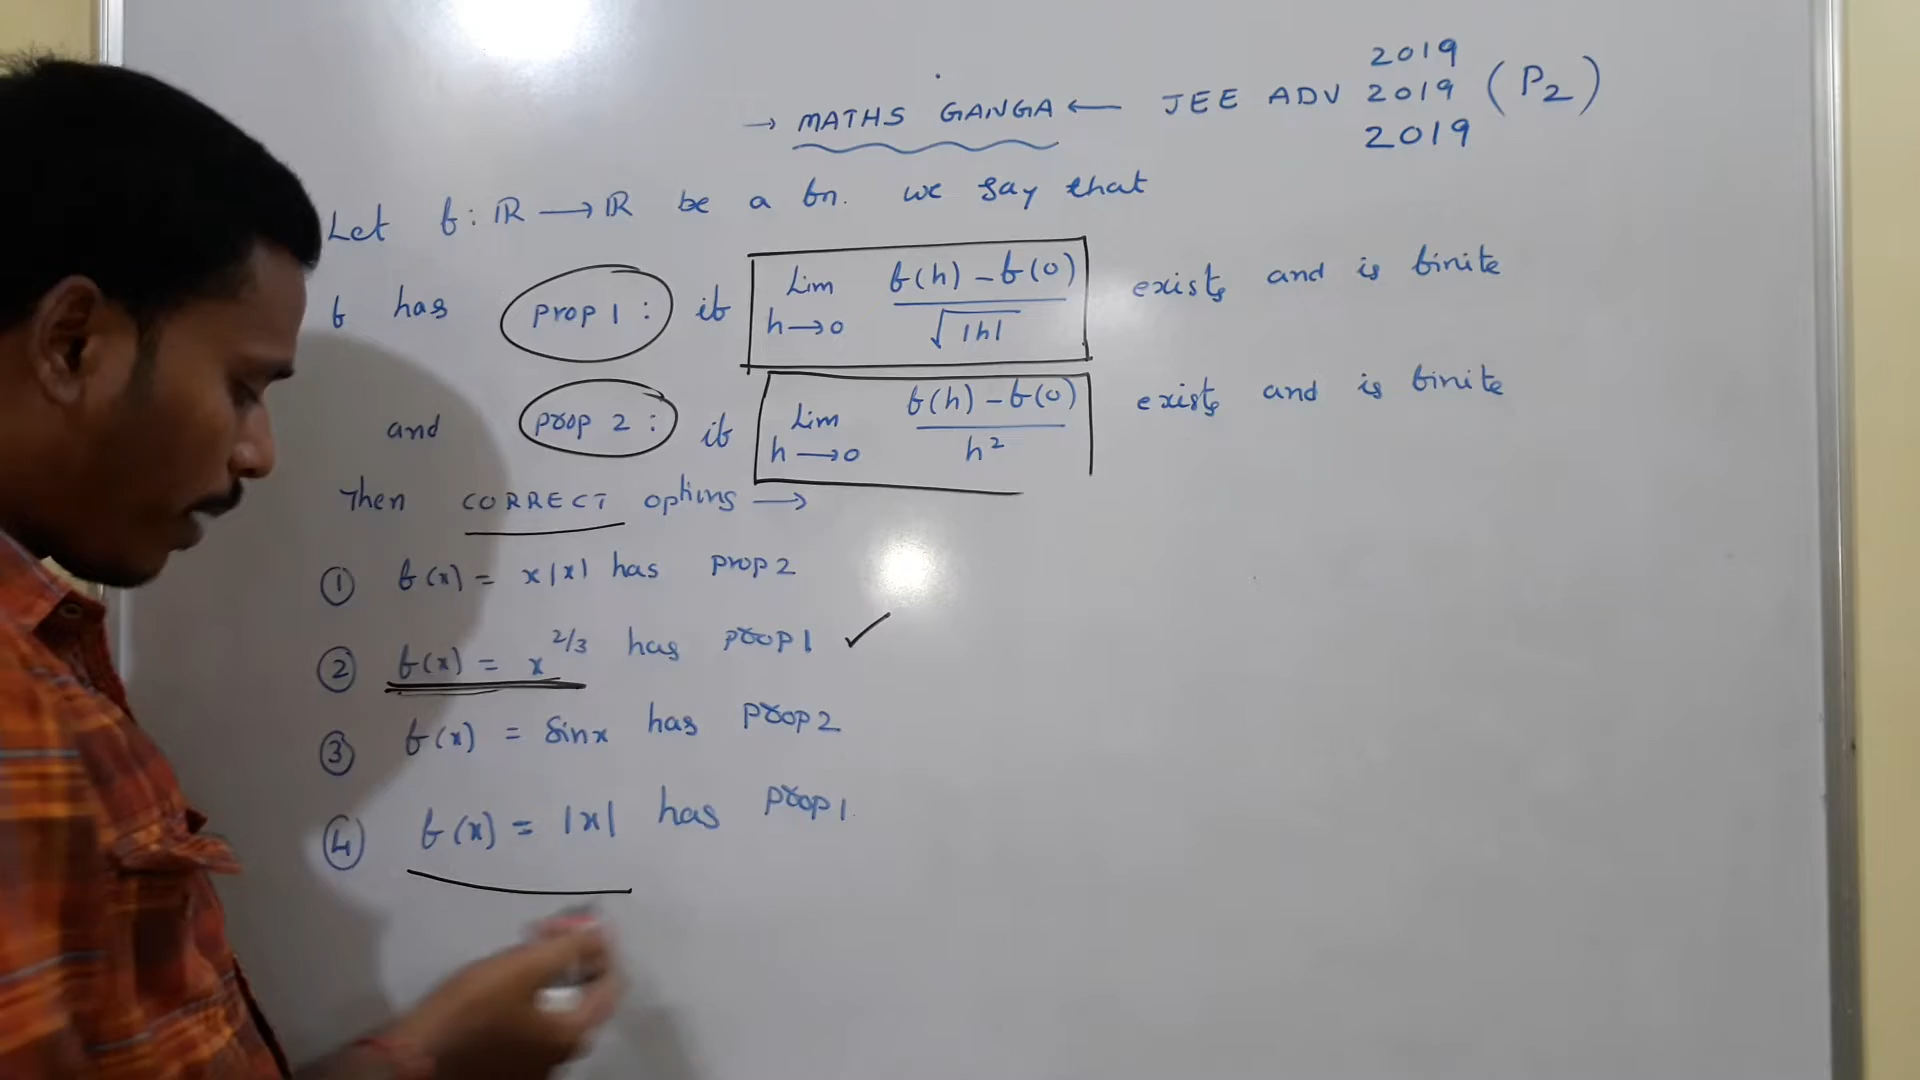 2019
→ MATHS GANGA ← JEE ADV 2019 (P2)
2019
Let f: ℝ → ℝ be a fn. we say that
f has prop 1: if Lim h→0 f(h) - f(0) / √|h| exists and is finite
and prop 2: if Lim h→0 f(h) - f(0) / h² exists and is finite
Then CORRECT options →
① f(x) = x|x| has prop 2
② f(x) = x^2/3 has prop 1 ✓
③ f(x) = sinx has prop 2
④ f(x) = |x| has prop 1.